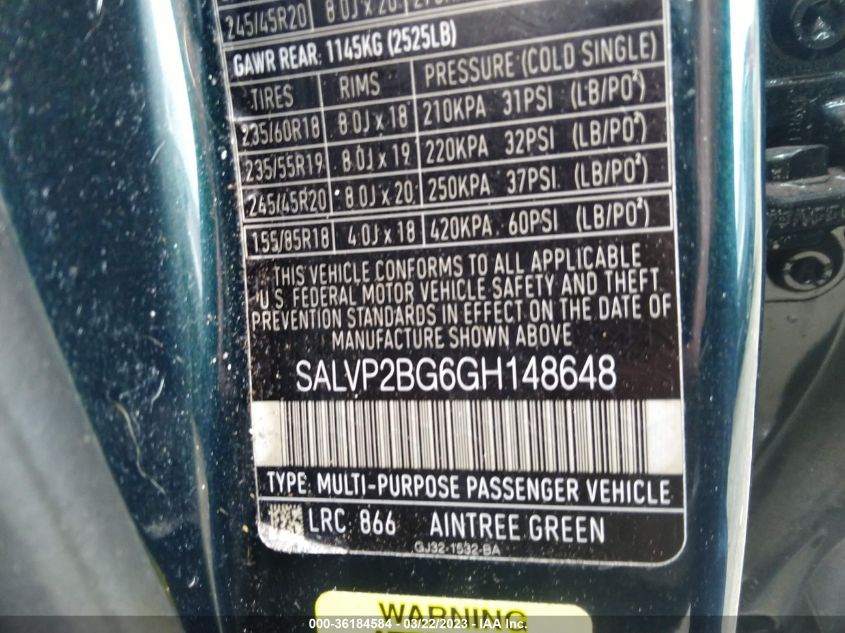 245/45R20 8.0J x 20
GAWR REAR: 1145KG (2525LB)
TIRES RIMS PRESSURE (COLD SINGLE)
235/60R18 8.0J x 18 210KPA 31PSI (LB/PO²)
235/55R19 8.0J x 19 220KPA 32PSI (LB/PO²)
245/45R20 8.0J x 20 250KPA 37PSI (LB/PO²)
155/85R18 4.0J x 18 420KPA 60PSI (LB/PO²)
THIS VEHICLE CONFORMS TO ALL APPLICABLE
U.S. FEDERAL MOTOR VEHICLE SAFETY AND THEFT
PREVENTION STANDARDS IN EFFECT ON THE DATE OF
MANUFACTURE SHOWN ABOVE
SALVP2BG6GH148648
TYPE: MULTI-PURPOSE PASSENGER VEHICLE
LRC 866 AINTREE GREEN
GJ32-1532-BA
WARNING
000-36184584 - 03/22/2023 - IAA Inc.